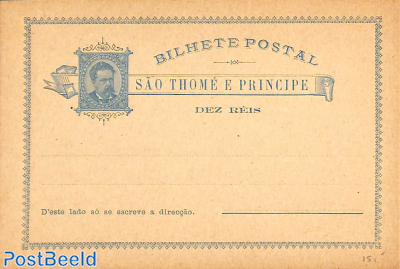 BILHETE POSTAL
SÃO THOMÉ E PRINCIPE
DEZ RÉIS
D'este lado só se escreve a direcção.
PostBeeld